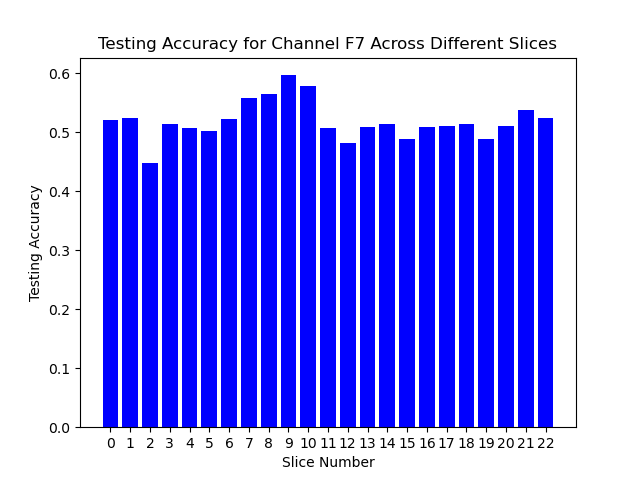 Testing Accuracy for Channel F7 Across Different Slices
0.6
0.5
0.4
0.3
0.2
0.1
0.0
Testing Accuracy
0 1 2 3 4 5 6 7 8 9 10 11 12 13 14 15 16 17 18 19 20 21 22
Slice Number